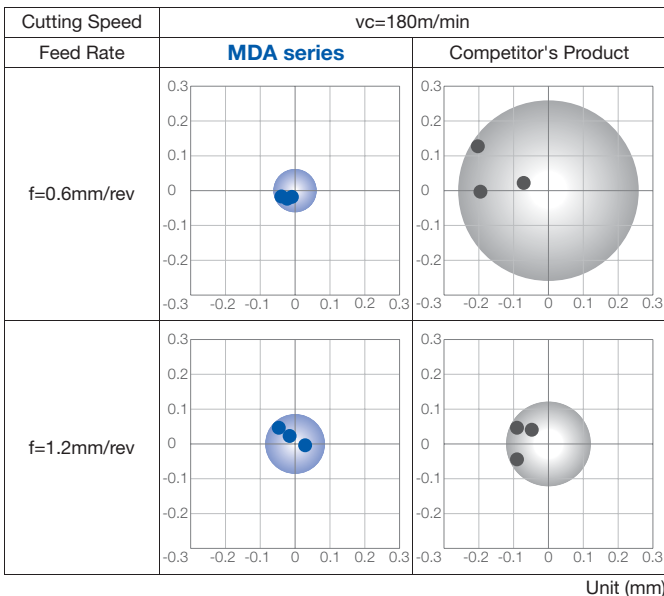 Cutting Speed vc=180m/min
Feed Rate MDA series Competitor's Product
f=0.6mm/rev
0.3
0.2
0.1
0
-0.1
-0.2
-0.3 -0.2 -0.1 0 0.1 0.2 0.3
0.3
0.2
0.1
0
-0.1
-0.2
-0.3 -0.2 -0.1 0 0.1 0.2 0.3
f=1.2mm/rev
0.3
0.2
0.1
0
-0.1
-0.2
-0.3 -0.2 -0.1 0 0.1 0.2 0.3
0.3
0.2
0.1
0
-0.1
-0.2
-0.3 -0.2 -0.1 0 0.1 0.2 0.3
Unit (mm)